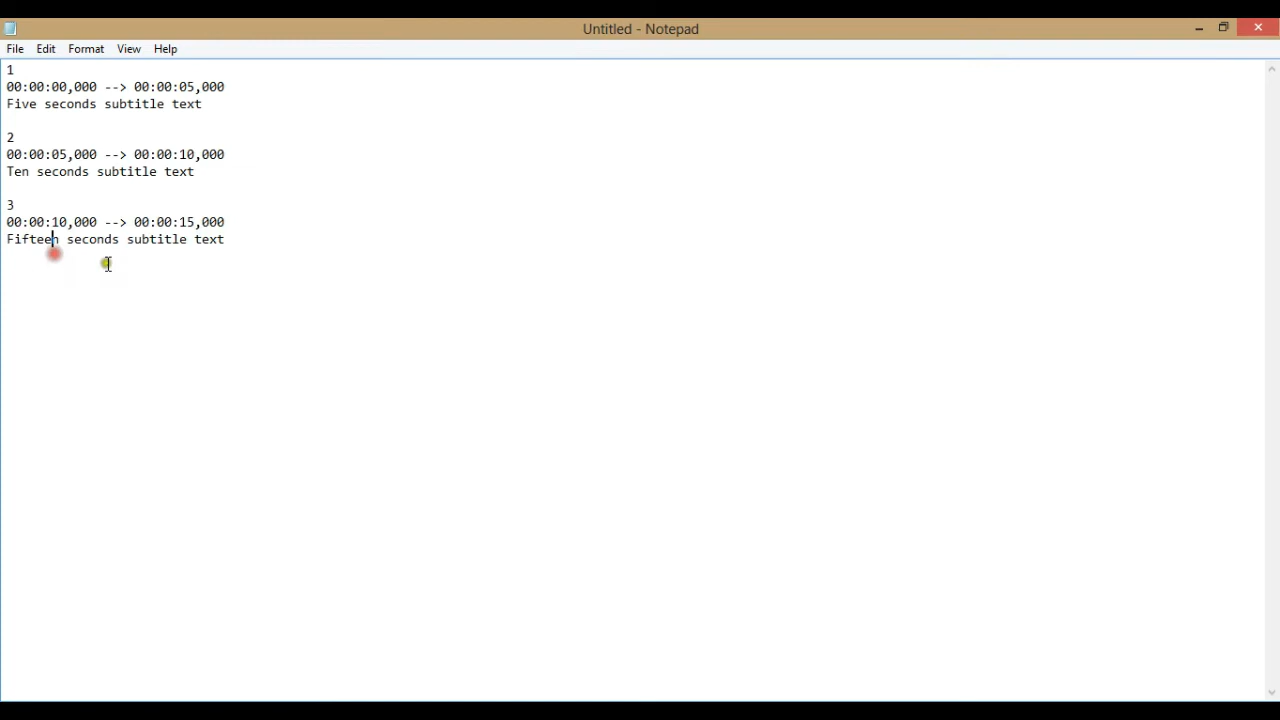 Untitled - Notepad
File Edit Format View Help
1
00:00:00,000 --> 00:00:05,000
Five seconds subtitle text

2
00:00:05,000 --> 00:00:10,000
Ten seconds subtitle text

3
00:00:10,000 --> 00:00:15,000
Fifteen seconds subtitle text